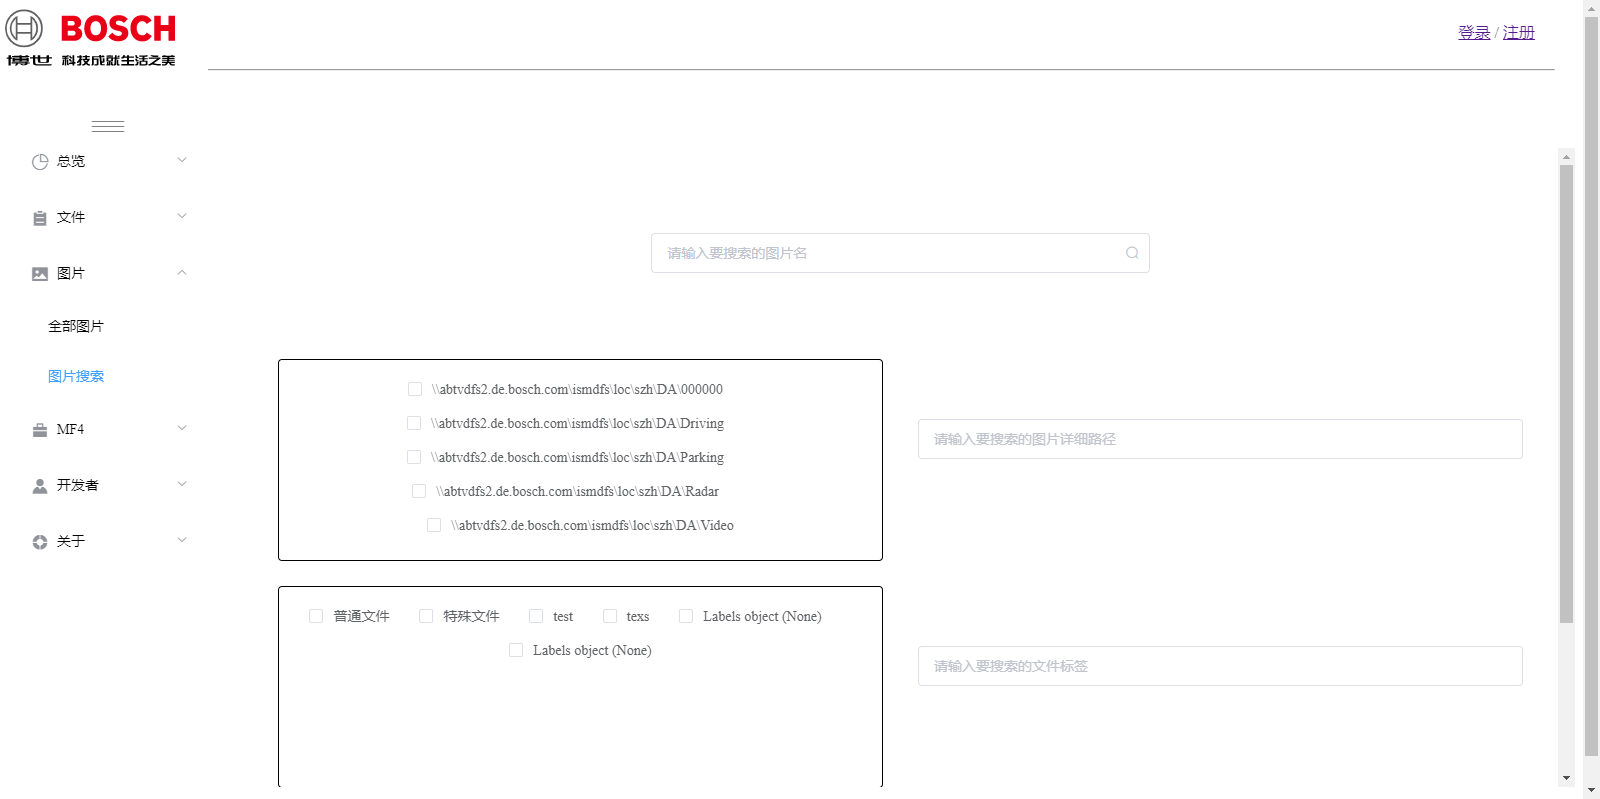 BOSCH
博世 科技成就生活之美
登录 / 注册
总览
文件
图片
全部图片
图片搜索
MF4
开发者
关于
请输入要搜索的图片名
\\abtvdfs2.de.bosch.com\ismdfs\loc\szh\DA\000000
\\abtvdfs2.de.bosch.com\ismdfs\loc\szh\DA\Driving
\\abtvdfs2.de.bosch.com\ismdfs\loc\szh\DA\Parking
\\abtvdfs2.de.bosch.com\ismdfs\loc\szh\DA\Radar
\\abtvdfs2.de.bosch.com\ismdfs\loc\szh\DA\Video
请输入要搜索的图片详细路径
普通文件 特殊文件 test texs Labels object (None)
Labels object (None)
请输入要搜索的文件标签